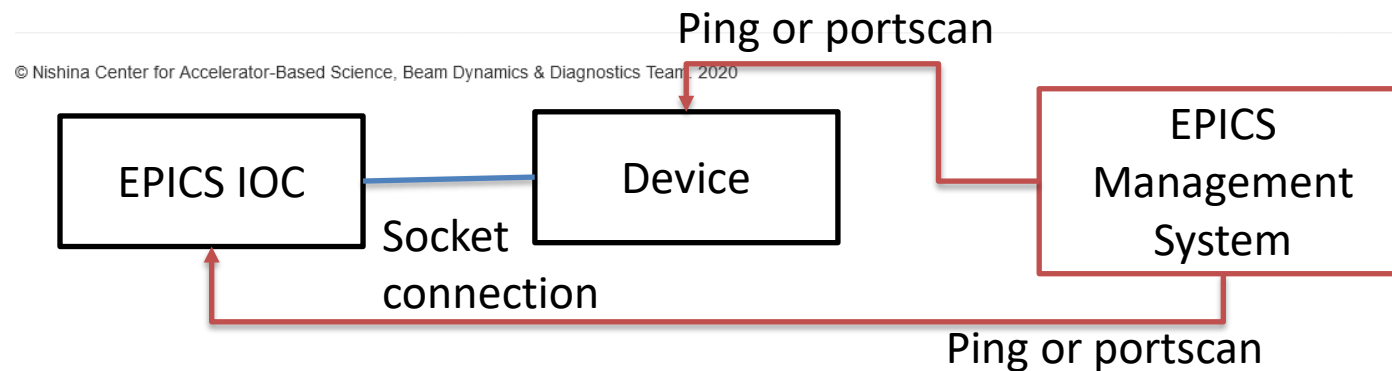 Ping or portscan
© Nishina Center for Accelerator-Based Science, Beam Dynamics & Diagnostics Team. 2020
EPICS IOC
Device
EPICS
Management
System
Socket
connection
Ping or portscan